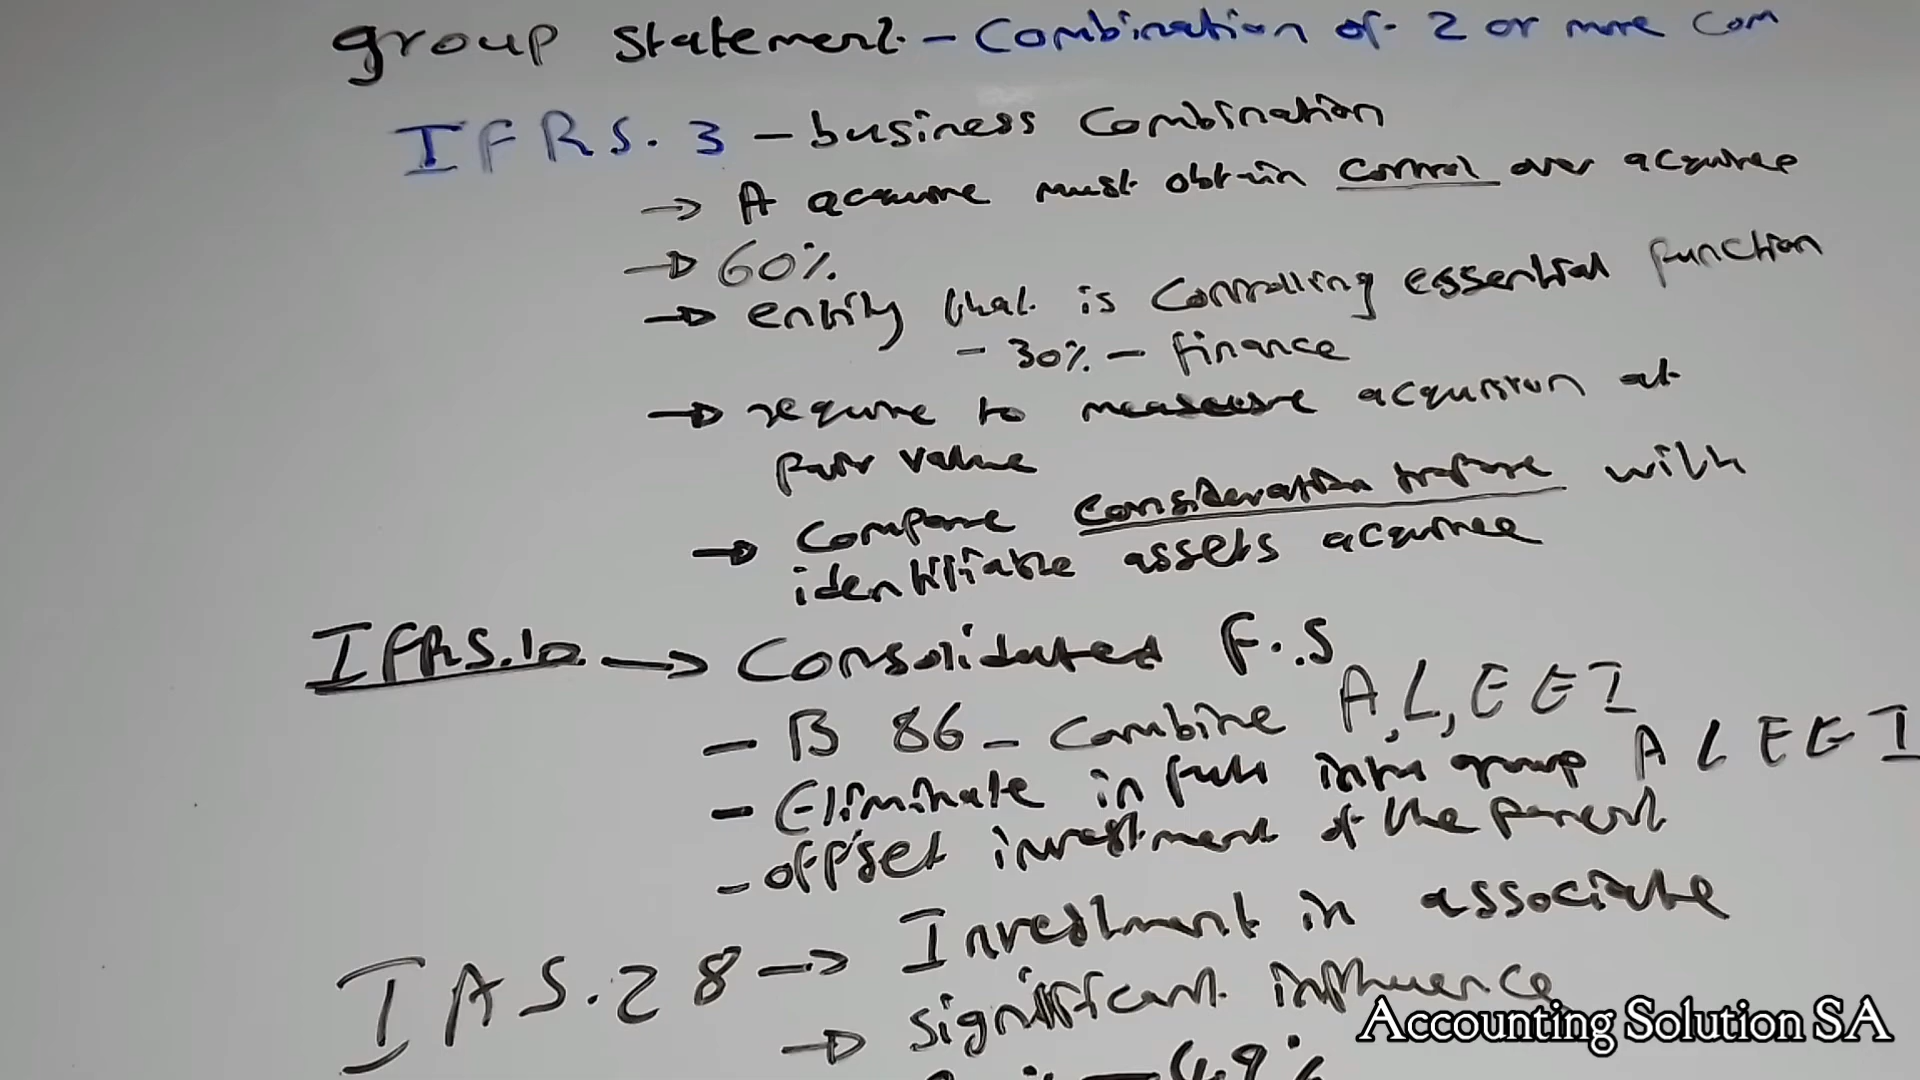 group statement - Combination of 2 or more com
IFRS. 3 - business combination
→ A acquire must obtain control over acquiree
→ 60%
→ entity that is controlling essential function
- 30% - finance
→ require to measure acquisition at
fair value
→ Compare consideration transfere with
identifiable assets acquiree
IFRS.10 → Consolidated F.S
- B 86 - Combine A, L, E E I
- Eliminate in full intra group A L E E I
- offset investment of the parent
IAS.28 → Investment in associate
→ significant influence
- 49%
Accounting Solution SA